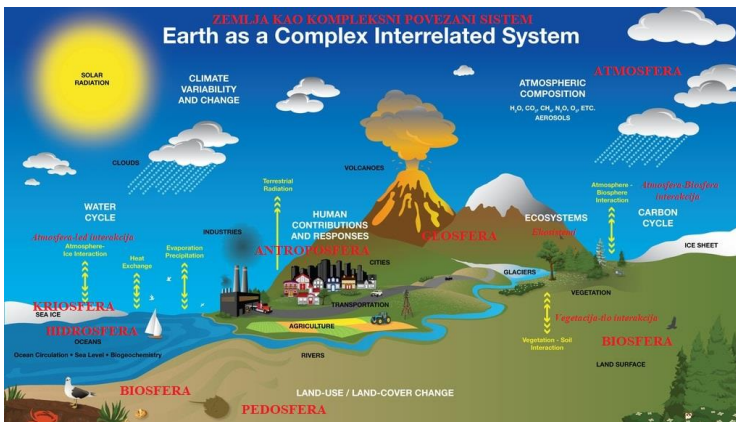 ZEMLJA KAO KOMPLEKSNI POVEZANI SISTEM
Earth as a Complex Interrelated System
SOLAR
RADIATION
CLIMATE
VARIABILITY
AND CHANGE
ATMOSFERA
ATMOSPHERIC
COMPOSITION
H₂O, CO₂, CH₄, N₂O, O₃, ETC.
AEROSOLS
CLOUDS
VOLCANOES
Terrestrial
Radiation
Atmosphere -
Biosphere
Interaction
Atmosfera-Biosfera
interakcija
WATER
CYCLE
HUMAN
CONTRIBUTIONS
AND RESPONSES
ECOSYSTEMS
CARBON
CYCLE
INDUSTRIES
GEOSFERA
Ekosistemi
Atmosfera-led interakcija
Atmosphere-
Ice Interaction
Heat
Exchange
Evaporation
Precipitation
ANTROPOSFERA
CITIES
ICE SHEET
GLACIERS
VEGETATION
KRIOSFERA
SEA ICE
TRANSPORTATION
HIDROSFERA
AGRICULTURE
Vegetacija-tlo interakcija
OCEANS
Ocean Circulation • Sea Level • Biogeochemistry
RIVERS
Vegetation - Soil
Interaction
BIOSFERA
LAND SURFACE
BIOSFERA
LAND-USE / LAND-COVER CHANGE
PEDOSFERA